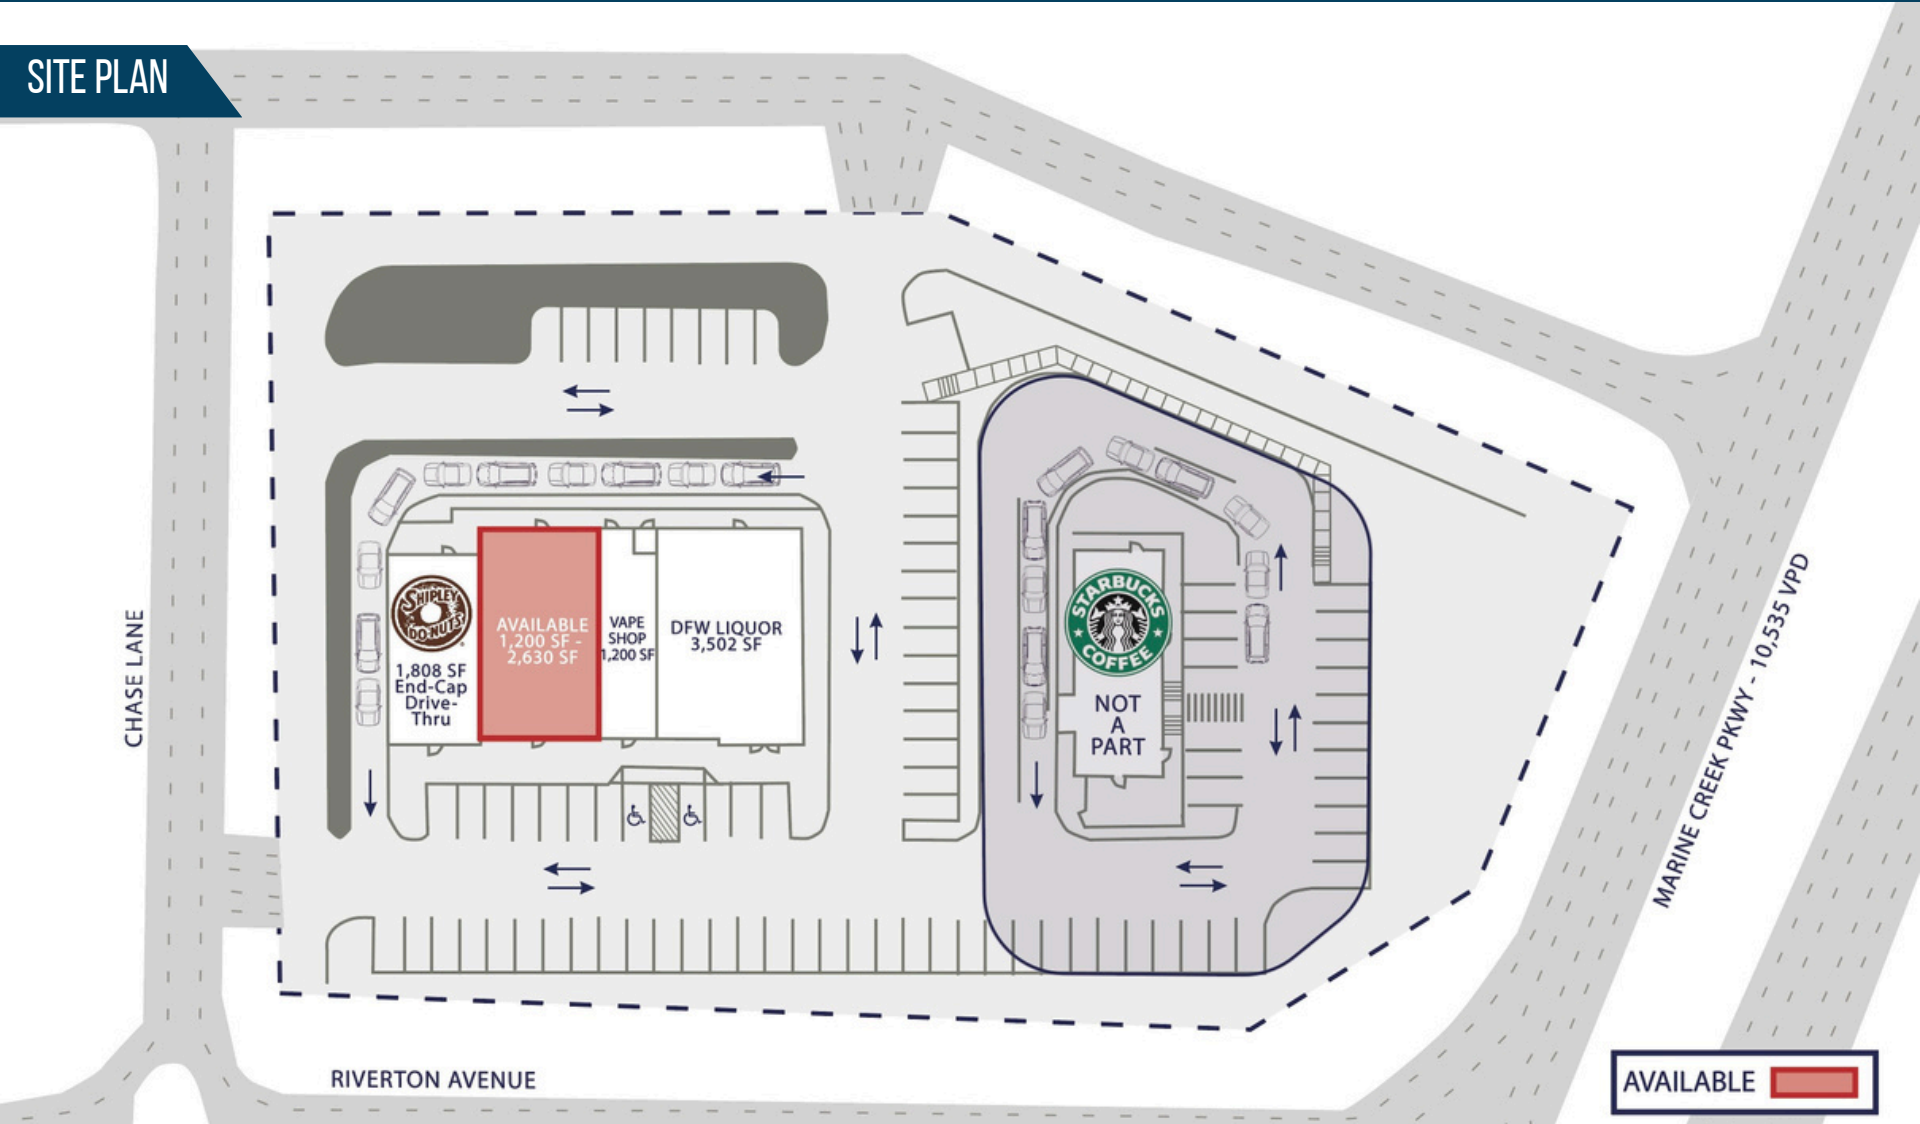 SITE PLAN
SHIPLEY
DO-NUTS
1,808 SF
End-Cap
Drive-
Thru
AVAILABLE
1,200 SF -
2,630 SF
VAPE
SHOP
1,200 SF
DFW LIQUOR
3,502 SF
STARBUCKS
COFFEE
NOT
A
PART
CHASE LANE
MARINE CREEK PKWY - 10,535 VPD
RIVERTON AVENUE
AVAILABLE